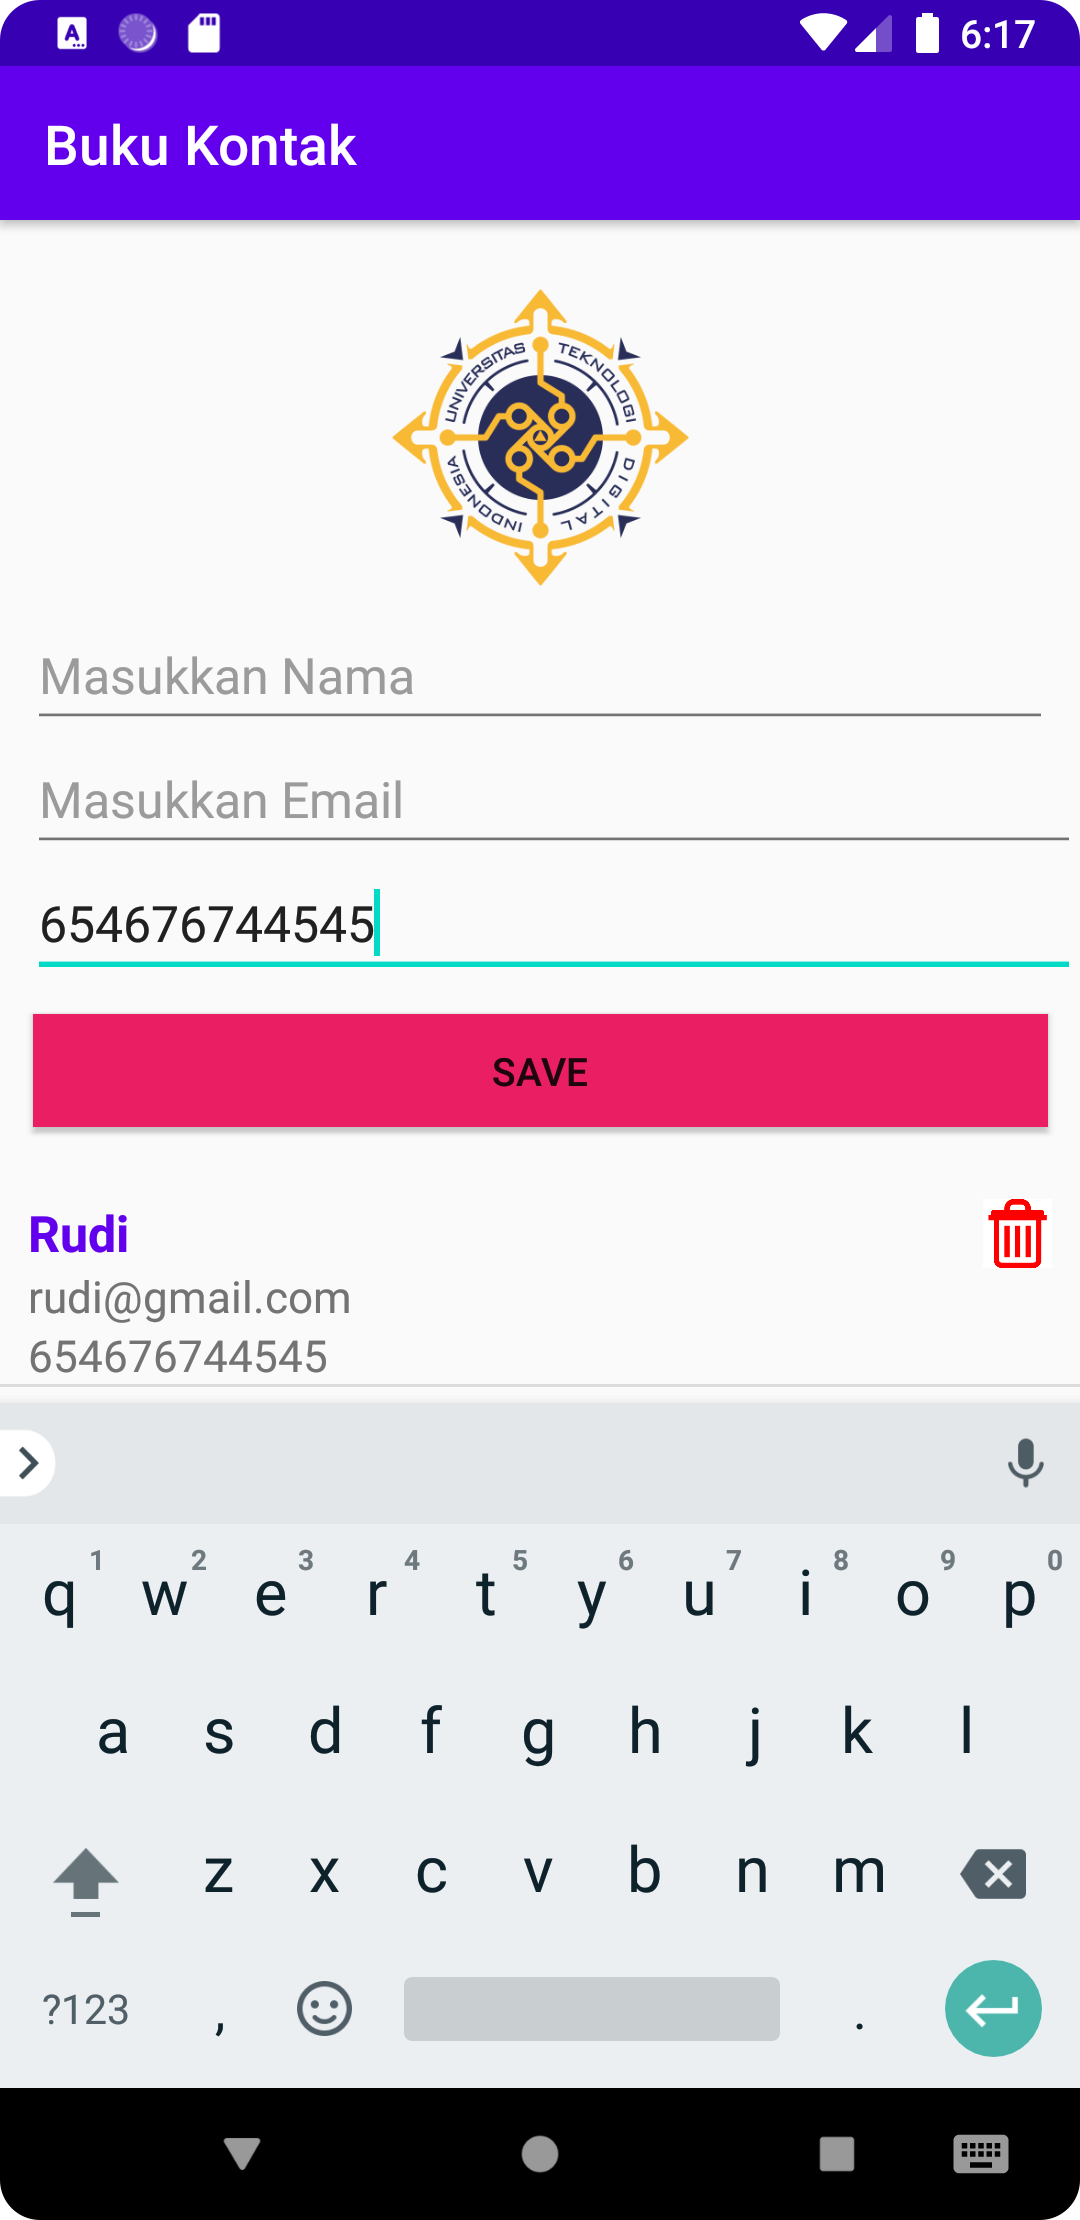 A
6:17
Buku Kontak
UNIVERSITAS TEKNOLOGI
DIGITAL
INDONESIA
Masukkan Nama
Masukkan Email
654676744545
SAVE
Rudi
rudi@gmail.com
654676744545
1 2 3 4 5 6 7 8 9 0
q w e r t y u i o p
a s d f g h j k l
z x c v b n m
?123 , .